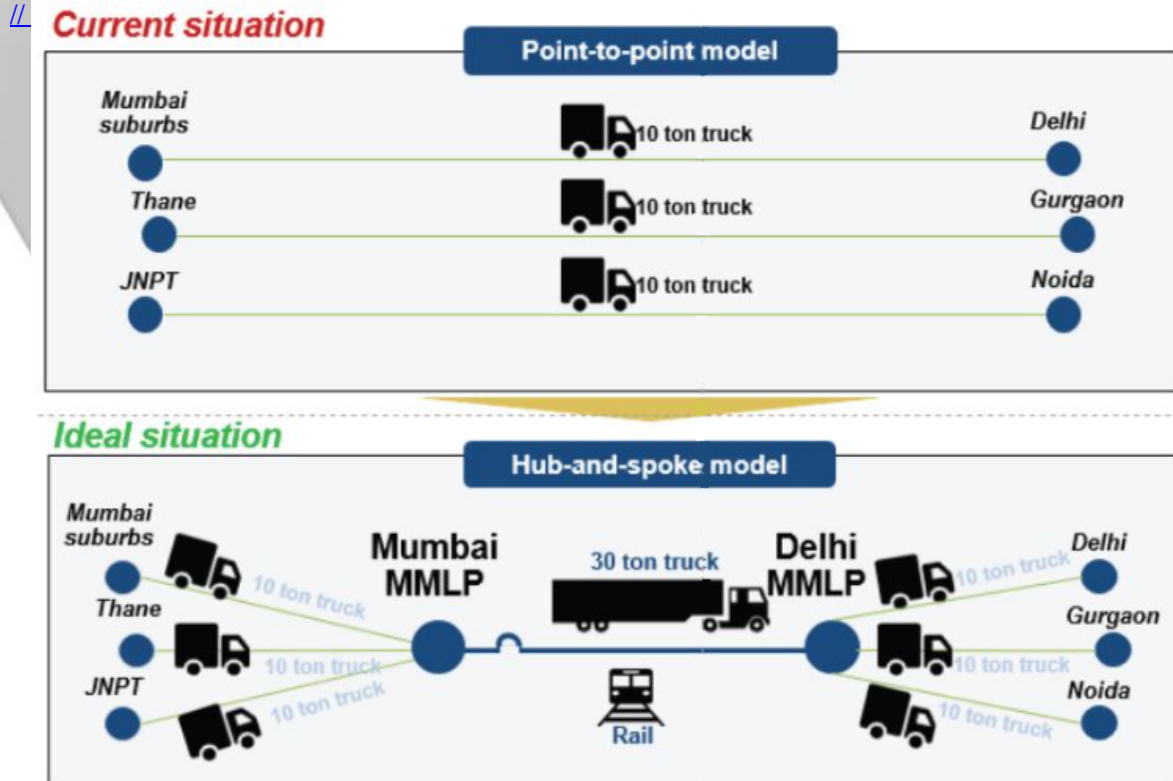 //
Current situation
Point-to-point model
Mumbai
suburbs
10 ton truck
Delhi
Thane
10 ton truck
Gurgaon
JNPT
10 ton truck
Noida
Ideal situation
Hub-and-spoke model
Mumbai
suburbs
10 ton truck
Thane
10 ton truck
JNPT
10 ton truck
Mumbai
MMLP
30 ton truck
Rail
Delhi
MMLP
10 ton truck
Delhi
10 ton truck
Gurgaon
10 ton truck
Noida